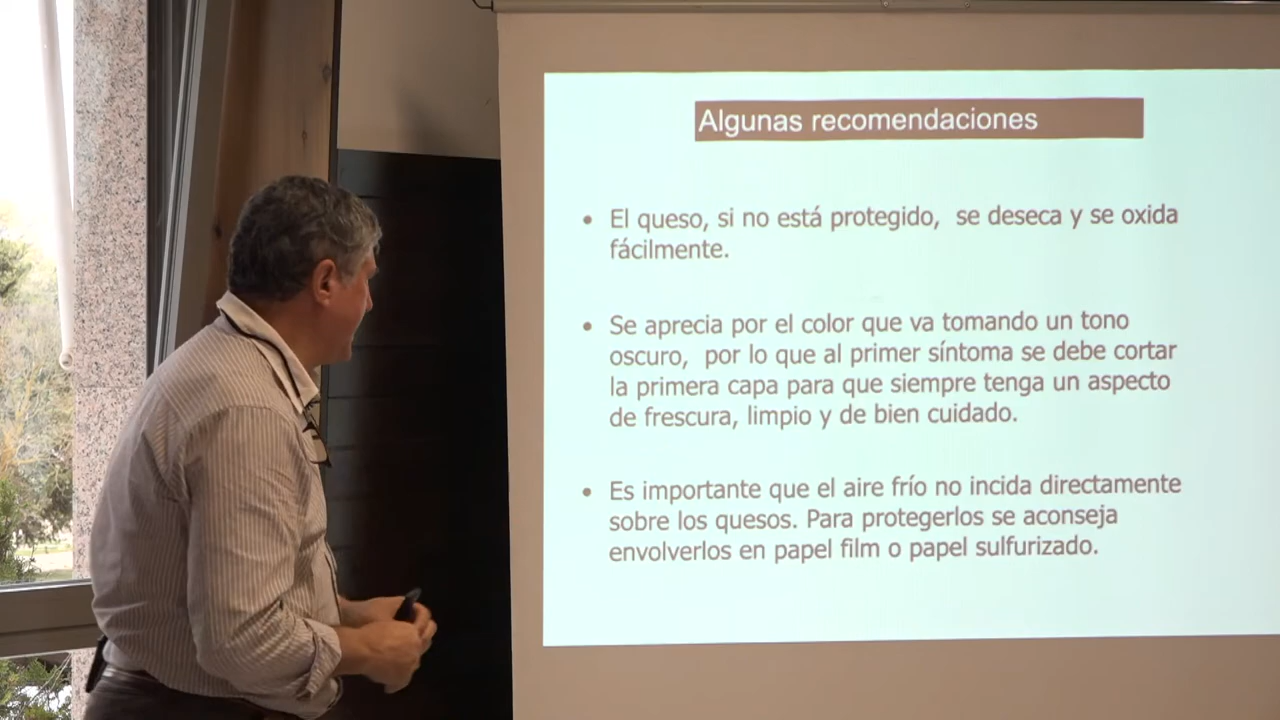 Algunas recomendaciones
• El queso, si no está protegido, se deseca y se oxida
fácilmente.
• Se aprecia por el color que va tomando un tono
oscuro, por lo que al primer síntoma se debe cortar
la primera capa para que siempre tenga un aspecto
de frescura, limpio y de bien cuidado.
• Es importante que el aire frío no incida directamente
sobre los quesos. Para protegerlos se aconseja
envolverlos en papel film o papel sulfurizado.